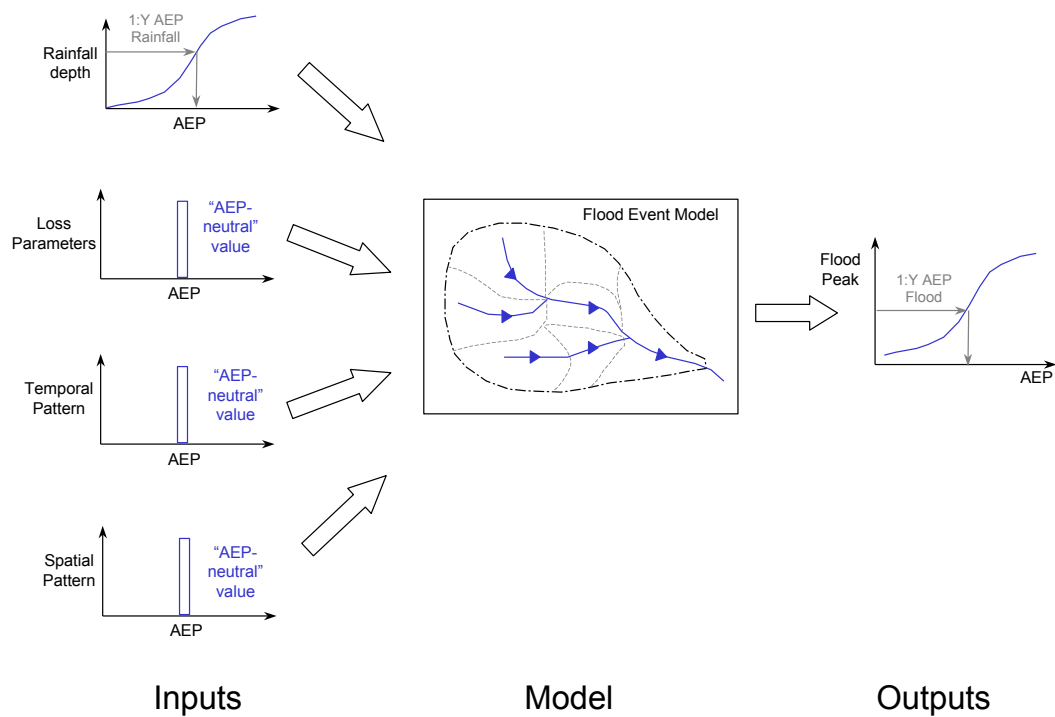 1:Y AEP
Rainfall
Rainfall
depth
AEP
Loss
Parameters
“AEP-
neutral”
value
AEP
Temporal
Pattern
“AEP-
neutral”
value
AEP
Spatial
Pattern
“AEP-
neutral”
value
AEP
Flood Event Model
Flood
Peak
1:Y AEP
Flood
AEP
Inputs
Model
Outputs